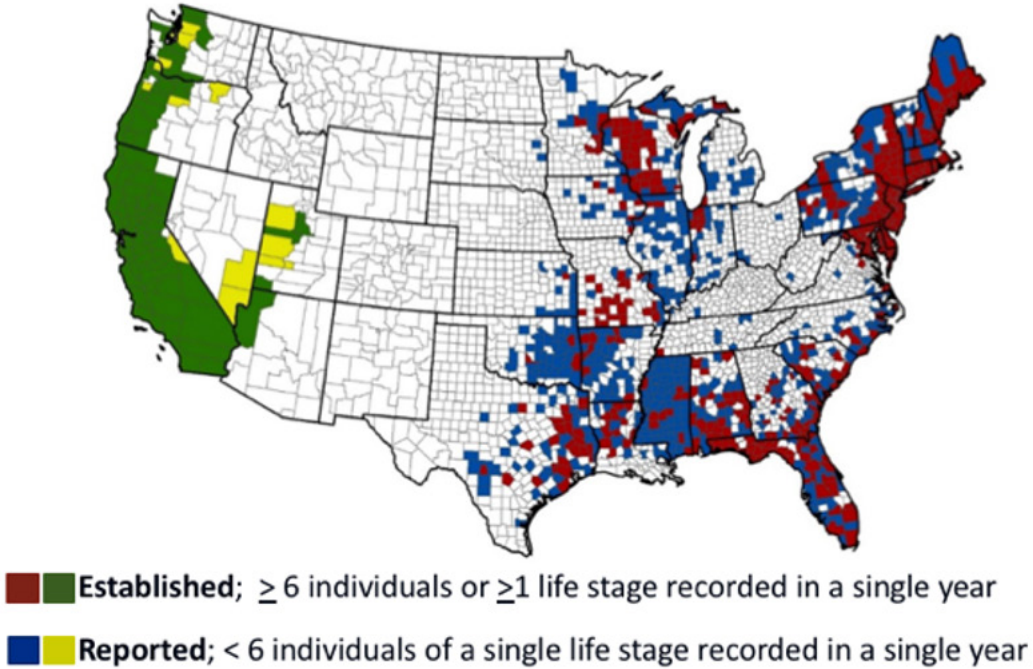 Established; ≥ 6 individuals or ≥1 life stage recorded in a single year
Reported; < 6 individuals of a single life stage recorded in a single year